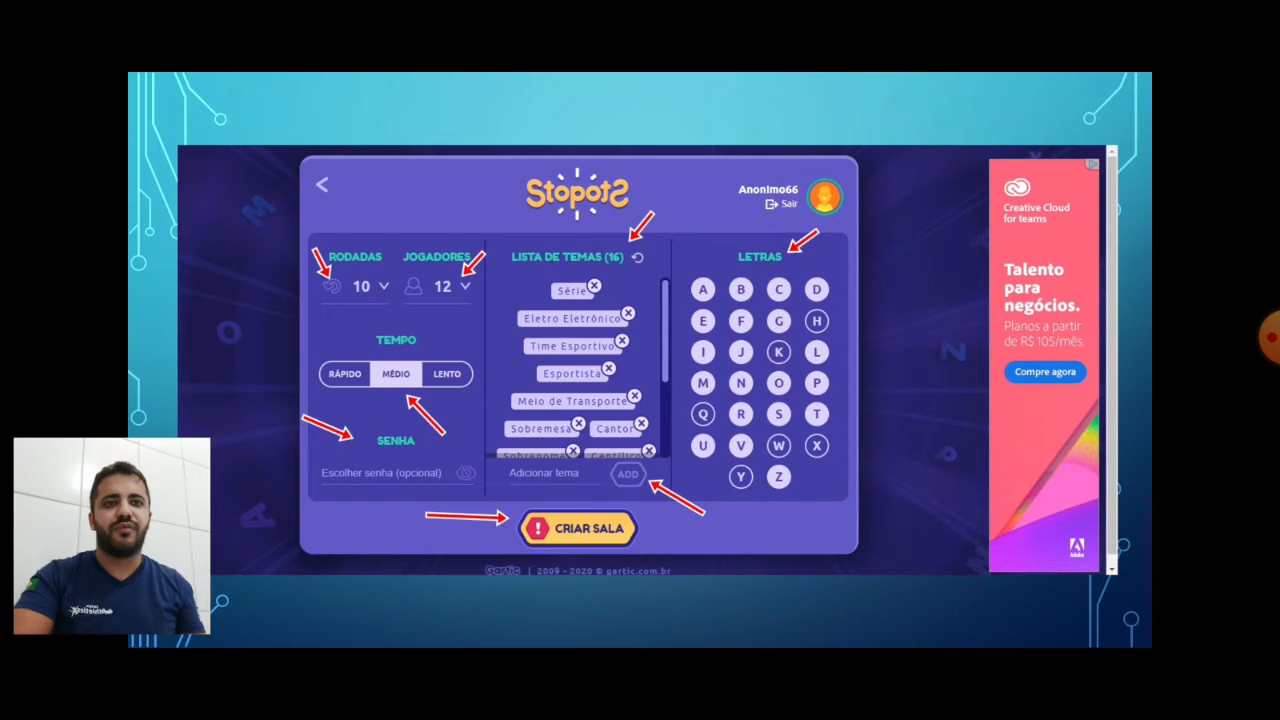 StopotS
Anonimo66
Sair
RODADAS
JOGADORES
10
12
TEMPO
RÁPIDO
MÉDIO
LENTO
SENHA
Escolher senha (opcional)
LISTA DE TEMAS (16)
Série
Eletro Eletrônico
Time Esportivo
Esportista
Meio de Transporte
Sobremesa
Cantor
Sobrenome
Adicionar tema
ADD
LETRAS
A B C D
E F G H
I J K L
M N O P
Q R S T
U V W X
Y Z
! CRIAR SALA
Gartic | 2009 - 2020 © gartic.com.br
Creative Cloud
for teams
Talento
para
negócios.
Planos a partir
de R$ 105/mês.
Compre agora
Adobe
M
O
A
N